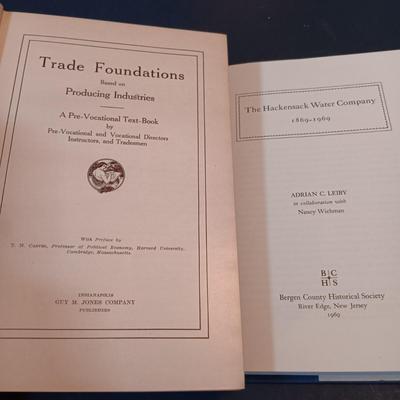 Trade Foundations
Based on
Producing Industries
A Pre-Vocational Text-Book
by
Pre-Vocational and Vocational Directors
Instructors, and Tradesmen
With Preface by
T. N. Carver, Professor of Political Economy, Harvard University,
Cambridge, Massachusetts.
INDIANAPOLIS
GUY M. JONES COMPANY
PUBLISHERS
The Hackensack Water Company
1869-1969
ADRIAN C. LEIBY
in collaboration with
Nancy Wichman
B C
H S
Bergen County Historical Society
River Edge, New Jersey
1969